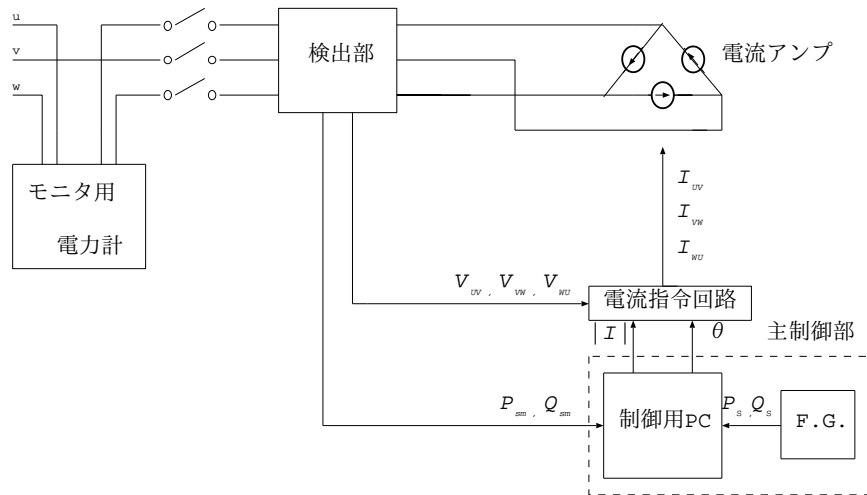 u
v
w
検出部
電流アンプ
モニタ用
電力計
I_UV
I_VW
I_WU
V_UV , V_VW , V_WU
電流指令回路
|I|
θ
主制御部
P_sm , Q_sm
制御用PC
P_s , Q_s
F.G.